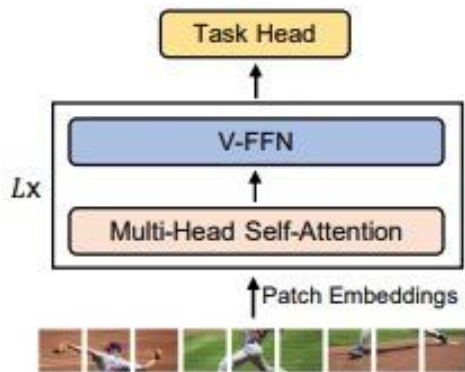 Task Head
V-FFN
Lx
Multi-Head Self-Attention
Patch Embeddings